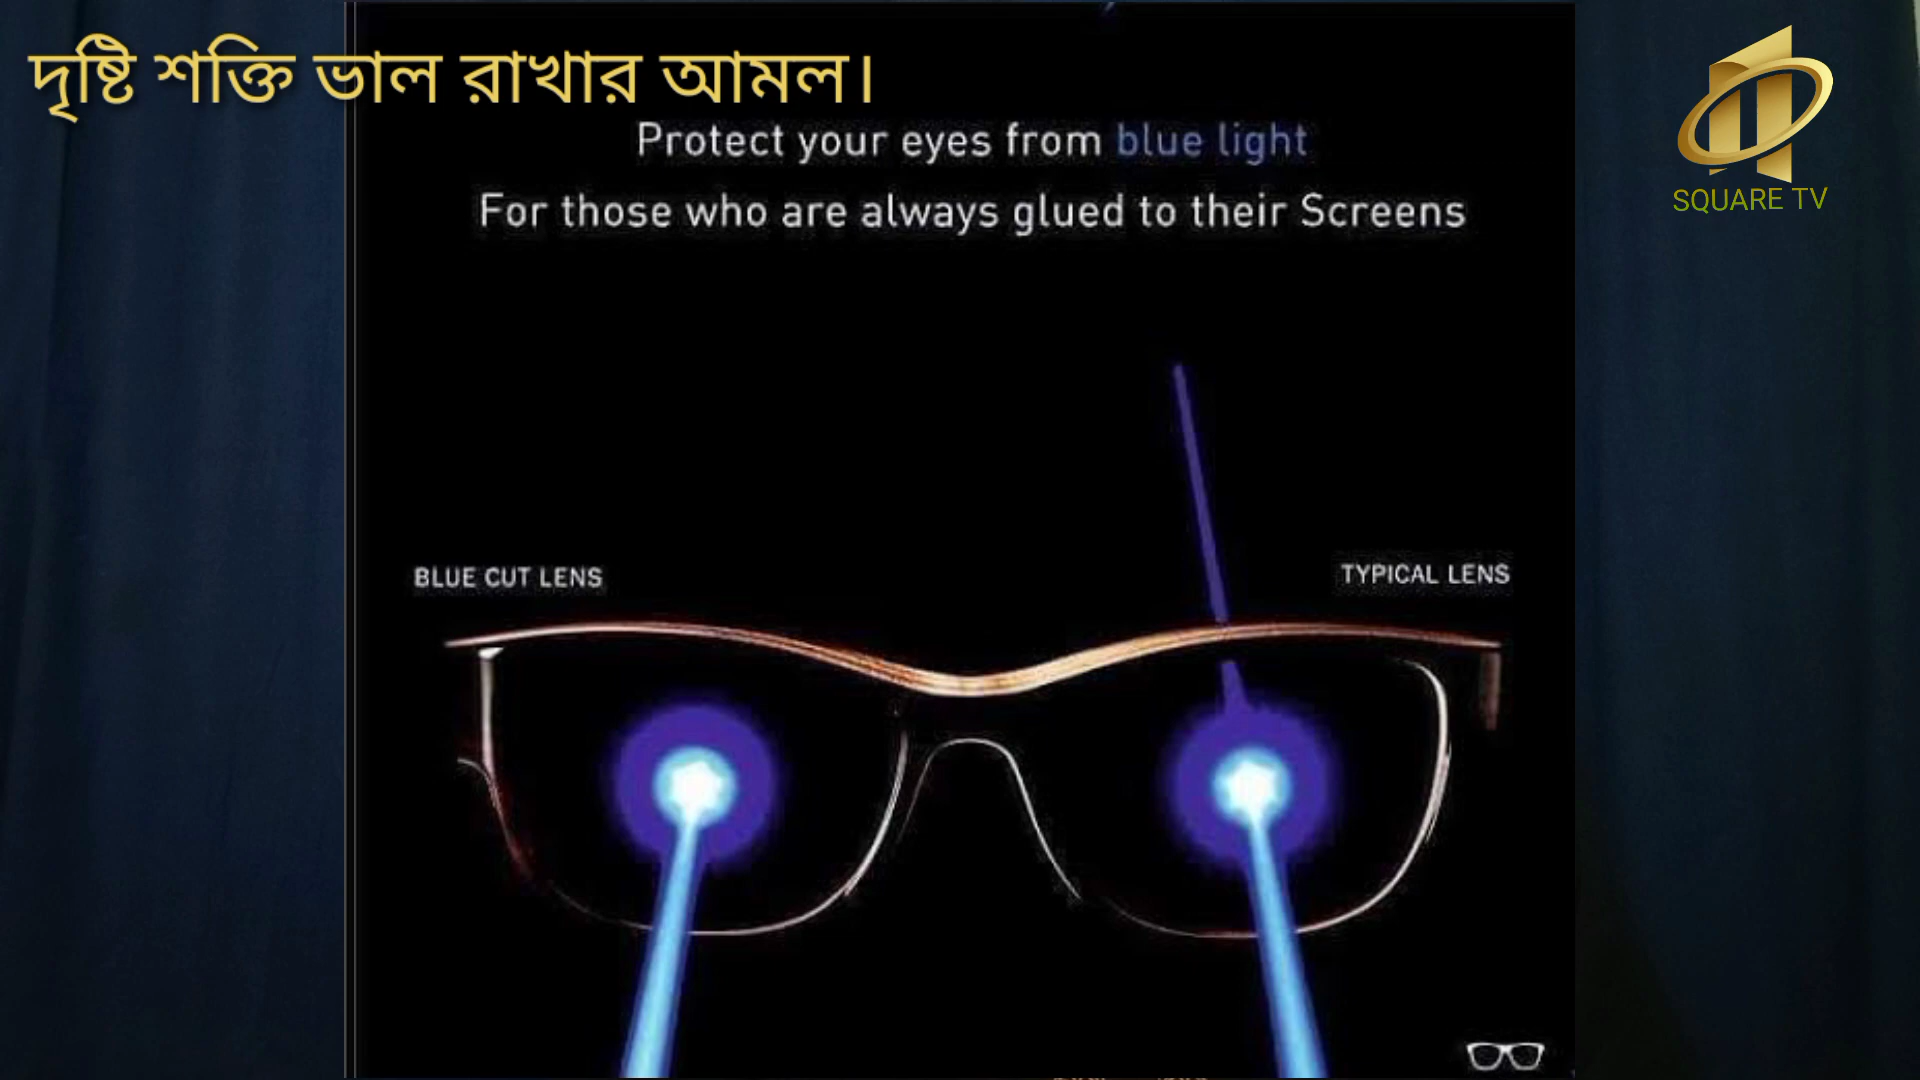 দৃষ্টি শক্তি ভাল রাখার আমল।
SQUARE TV
Protect your eyes from blue light
For those who are always glued to their Screens
BLUE CUT LENS
TYPICAL LENS